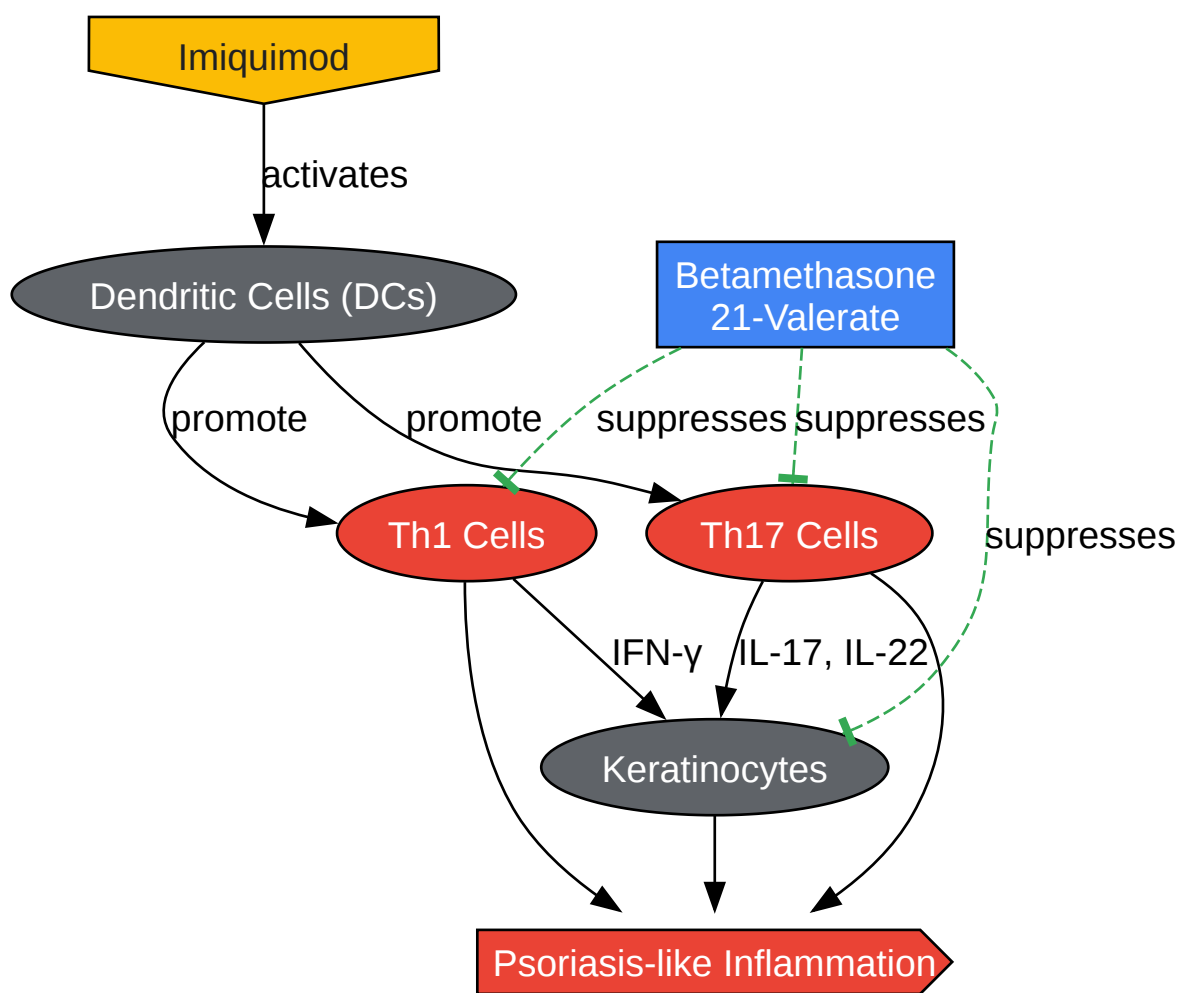 Imiquimod
activates
Dendritic Cells (DCs)
Betamethasone
21-Valerate
promote
promote
suppresses
suppresses
Th1 Cells
Th17 Cells
suppresses
IFN-γ
IL-17, IL-22
Keratinocytes
Psoriasis-like Inflammation